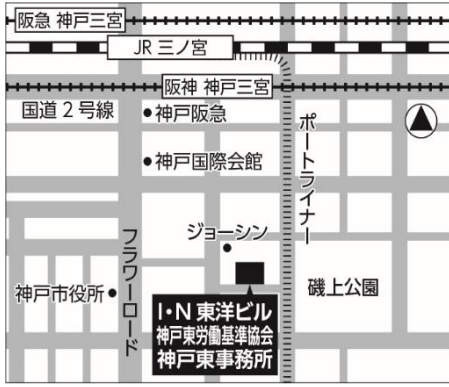 阪急 神戸三宮
JR 三ノ宮
阪神 神戸三宮
国道2号線
神戸阪急
神戸国際会館
ポートライナー
ジョーシン
フラワーロード
神戸市役所
磯上公園
I・N 東洋ビル
神戸東労働基準協会
神戸東事務所